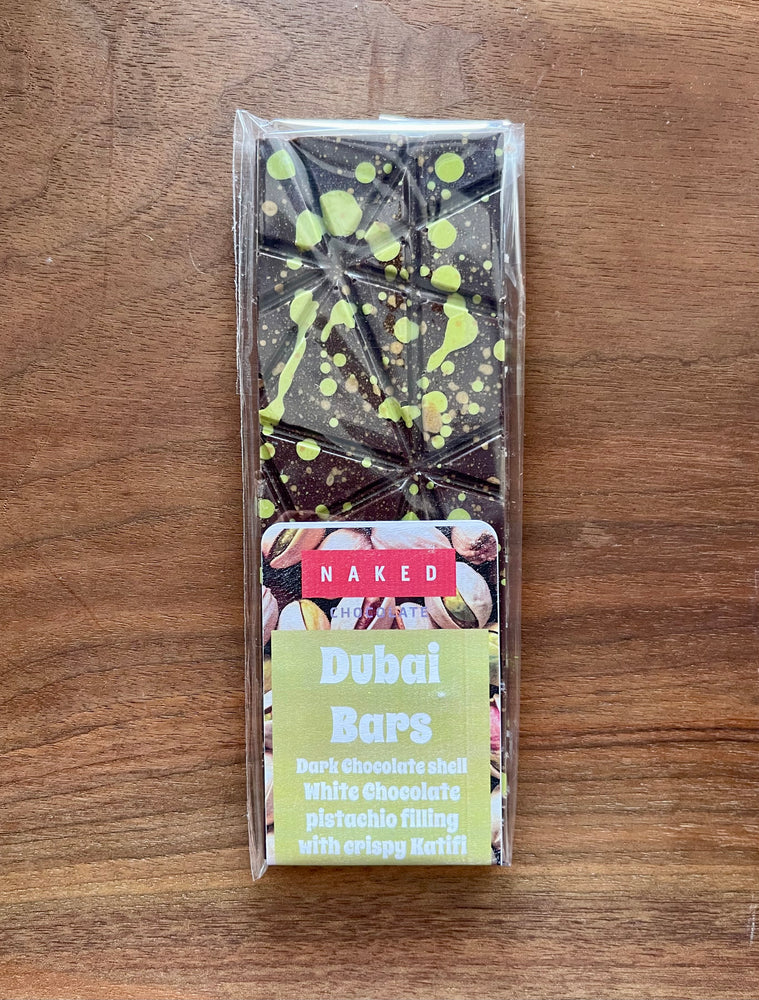 NAKED
CHOCOLATE
Dubai
Bars
Dark Chocolate shell
White Chocolate
pistachio filling
with crispy Katifi